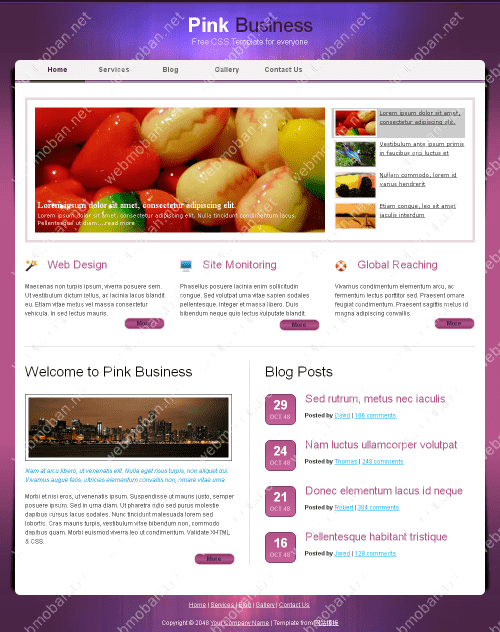 Pink Business
Free CSS Template for everyone
Home Services Blog Gallery Contact Us
Lorem ipsum dolor sit amet, consectetur adipiscing elit.
Lorem ipsum dolor sit amet, consectetur adipiscing elit. Nulla tincidunt condimentum lacus.
Pellentesque ut diam....read more
Lorem ipsum dolor sit amet,
consectetur adipiscing elit.
Vestibulum ante ipsum primis
in faucibus orci luctus et
Nullam commodo, lorem id
varius hendrerit
Etiam congue, leo sit amet
iaculis interdum
Web Design
Maecenas non turpis ipsum, viverra posuere sem.
Ut vestibulum dictum tellus, ac lacinia lacus blandit
eu. Etiam vitae metus vel massa consectetur
vehicula. In sed lectus mauris.
More
Site Monitoring
Phasellus posuere lacinia enim sollicitudin
congue. Sed volutpat urna vitae sapien sodales
pellentesque. Integer et massa libero. Duis
bibendum neque quis lectus vulputate blandit.
More
Global Reaching
Vivamus condimentum elementum arcu, ac
fermentum lectus porttitor sed. Praesent ornare
feugiat condimentum. Praesent sagittis metus id
magna adipiscing convallis.
More
Welcome to Pink Business
Nam at arcu libero, ut venenatis elit. Nulla eget risus turpis, non aliquet dui.
Vivamus augue felis, ultricies elementum convallis non, ornare vitae urna.
Morbi et nisi eros, ut venenatis ipsum. Suspendisse ut mauris justo, semper
posuere ipsum. Sed in urna diam. Ut pharetra odio sed purus molestie
dapibus cursus lacus sodales. Nunc tincidunt malesuada lorem sed
lobortis. Cras mauris turpis, vestibulum vitae bibendum non, commodo
dapibus quam. Morbi euismod viverra leo ut condimentum. Validate XHTML
& CSS.
More
Blog Posts
29
OCT 48
Sed rutrum, metus nec iaculis
Posted by David | 186 comments
24
OCT 48
Nam luctus ullamcorper volutpat
Posted by Thomas | 248 comments
21
OCT 48
Donec elementum lacus id neque
Posted by Robert | 384 comments
16
OCT 48
Pellentesque habitant tristique
Posted by Jared | 128 comments
Home | Services | Blog | Gallery | Contact Us
Copyright © 2048 Your Company Name | Template from 网站模板
webmoban.net